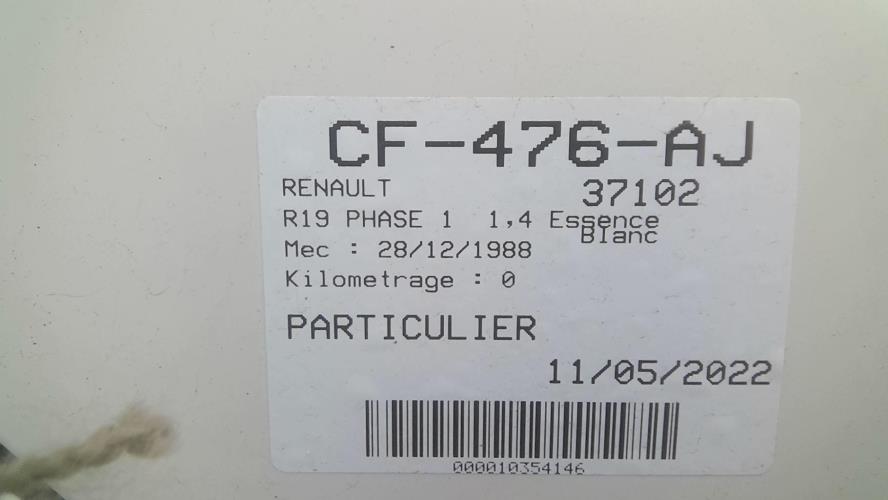 CF-476-AJ
RENAULT 37102
R19 PHASE 1 1,4 Essence
Blanc
Mec : 28/12/1988
Kilometrage : 0
PARTICULIER
11/05/2022
000010354146